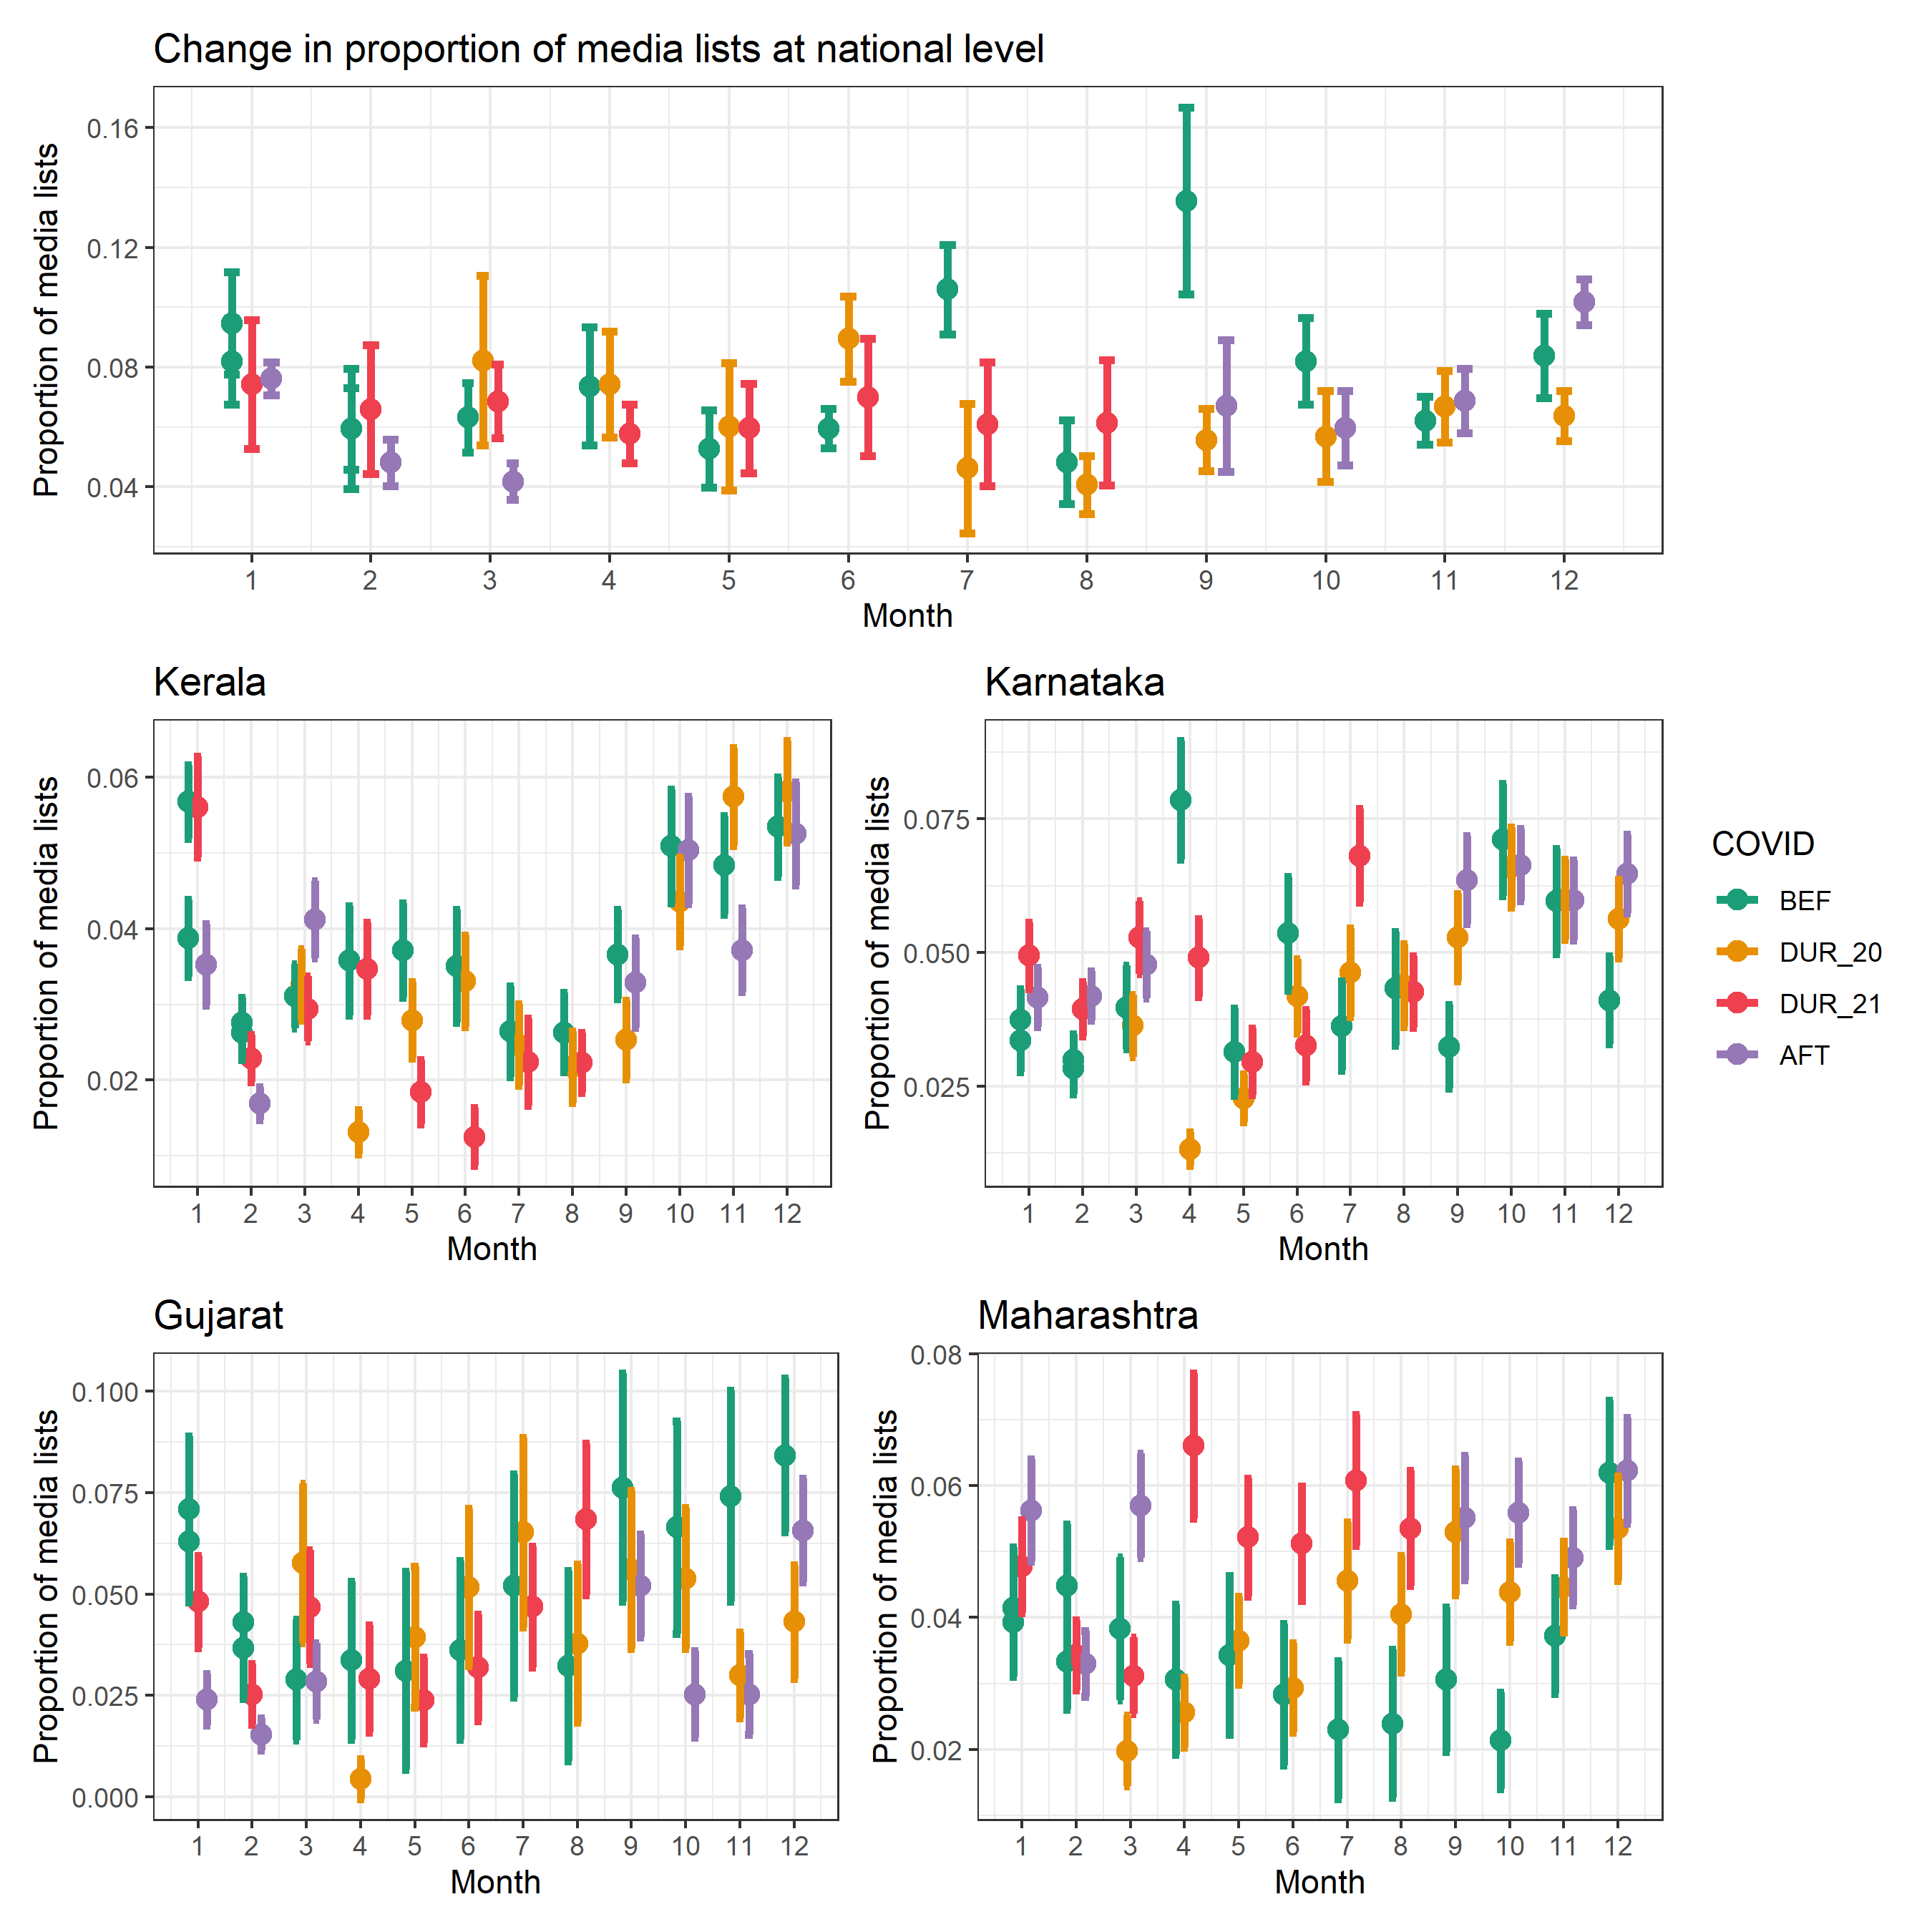 Change in proportion of media lists at national level
Proportion of media lists
0.16
0.12
0.08
0.04
1 2 3 4 5 6 7 8 9 10 11 12
Month
Kerala
Proportion of media lists
0.06
0.04
0.02
1 2 3 4 5 6 7 8 9 10 11 12
Month
Karnataka
Proportion of media lists
0.075
0.050
0.025
1 2 3 4 5 6 7 8 9 10 11 12
Month
COVID
BEF
DUR_20
DUR_21
AFT
Gujarat
Proportion of media lists
0.100
0.075
0.050
0.025
0.000
1 2 3 4 5 6 7 8 9 10 11 12
Month
Maharashtra
Proportion of media lists
0.08
0.06
0.04
0.02
1 2 3 4 5 6 7 8 9 10 11 12
Month